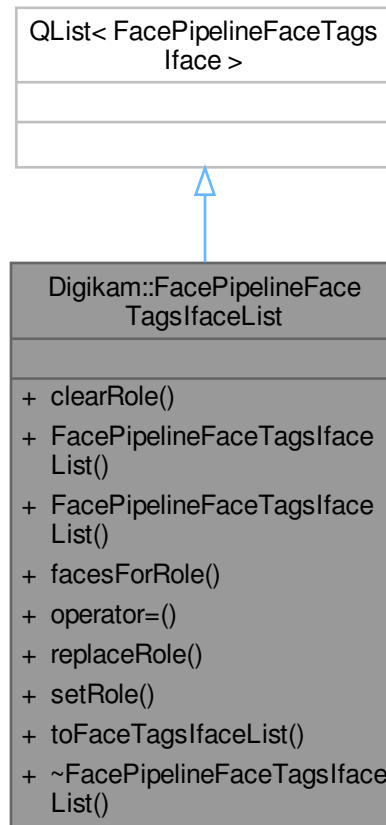 QList< FacePipelineFaceTags
Iface >
Digikam::FacePipelineFace
TagsIfaceList
+ clearRole()
+ FacePipelineFaceTagsIface
List()
+ FacePipelineFaceTagsIface
List()
+ facesForRole()
+ operator=()
+ replaceRole()
+ setRole()
+ toFaceTagsIfaceList()
+ ~FacePipelineFaceTagsIface
List()